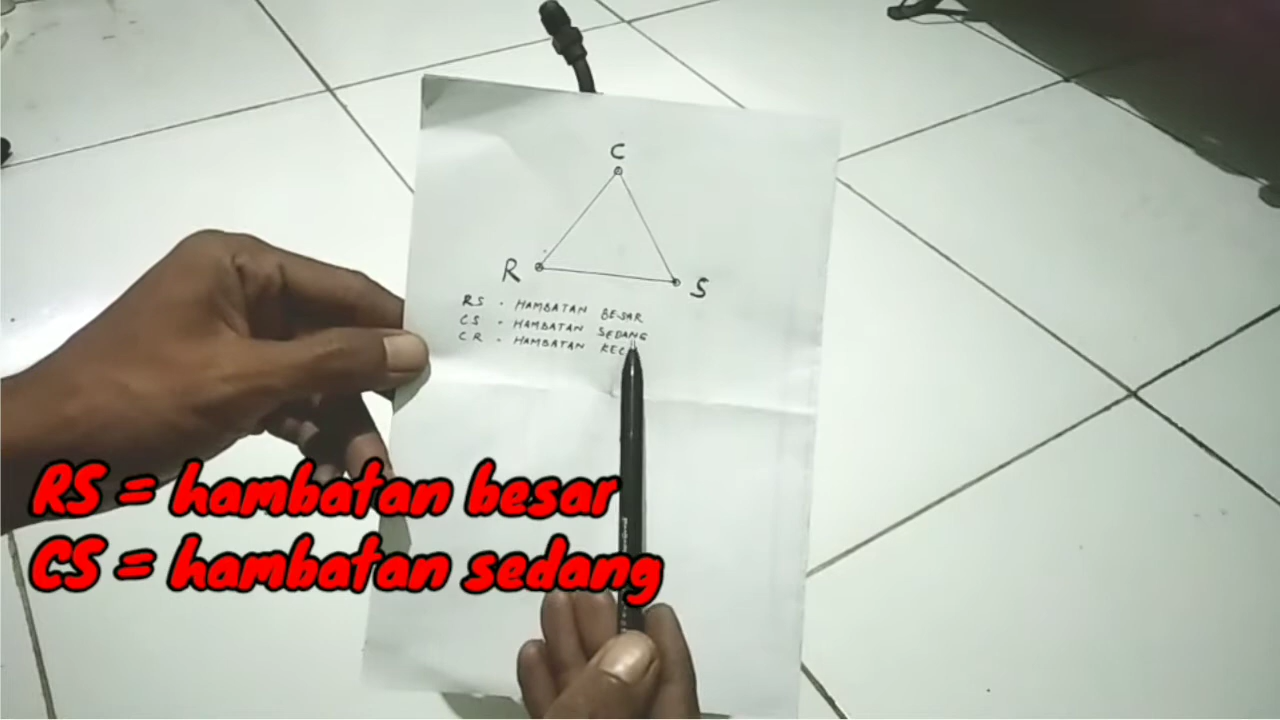 C
R
S
RS - HAMBATAN BESAR
CS - HAMBATAN SEDANG
CR - HAMBATAN
RS = hambatan besar
CS = hambatan sedang